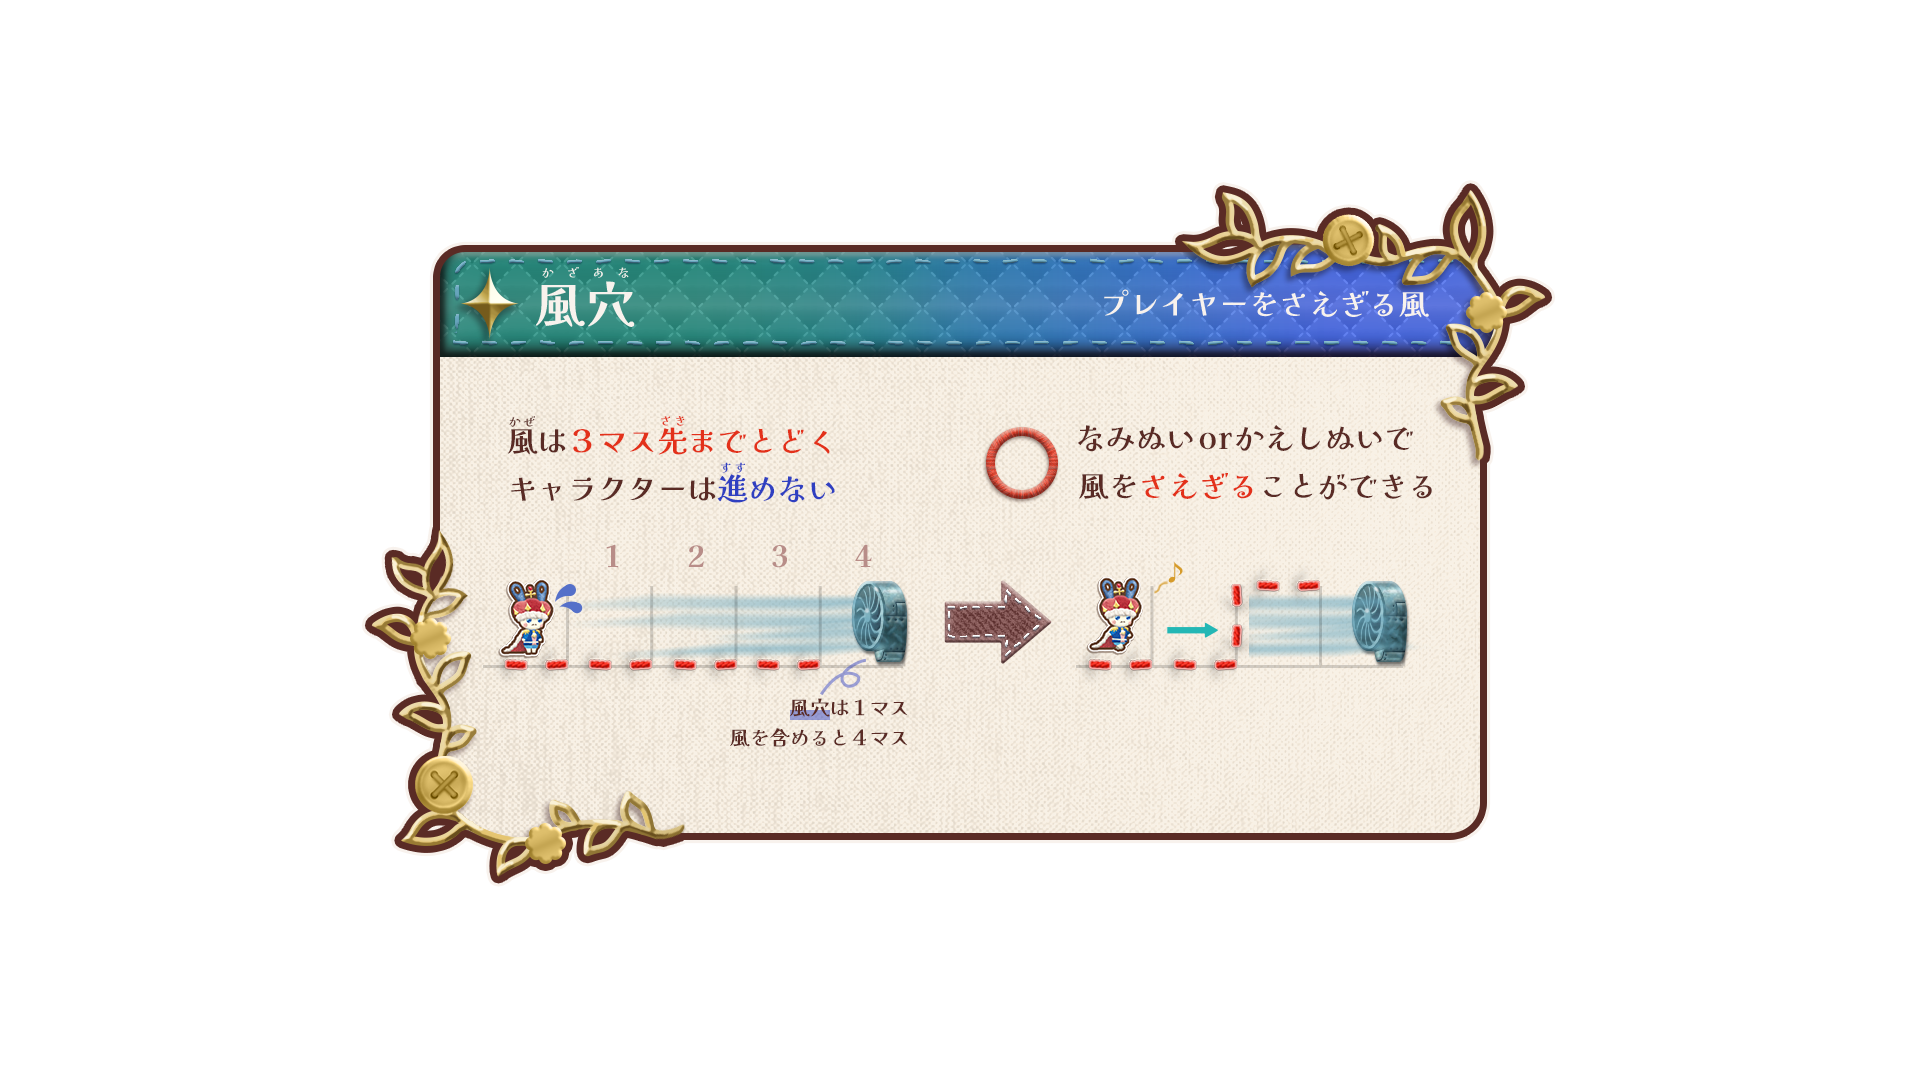 かざあな
風穴
プレイヤーをさえぎる風
かぜ ざき
風は3マス先までとどく
すす
キャラクターは進めない
なみぬいorかえしぬいで
風をさえぎることができる
1 2 3 4
風穴は1マス
風を含めると4マス